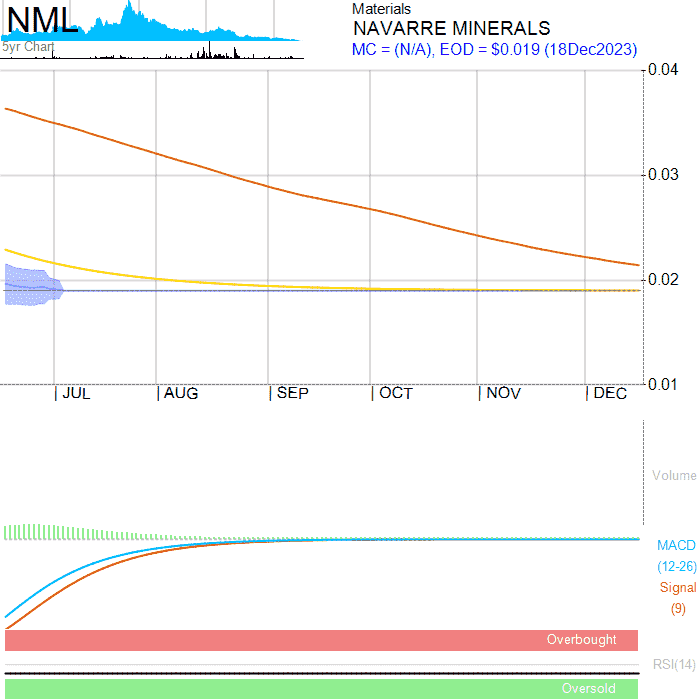 NML
5yr Chart
Materials
NAVARRE MINERALS
MC = (N/A), EOD = $0.019 (18Dec2023)
0.04
0.03
0.02
0.01
| JUL | AUG | SEP | OCT | NOV | DEC
Volume
MACD
(12-26)
Signal
(9)
Overbought
RSI(14)
Oversold